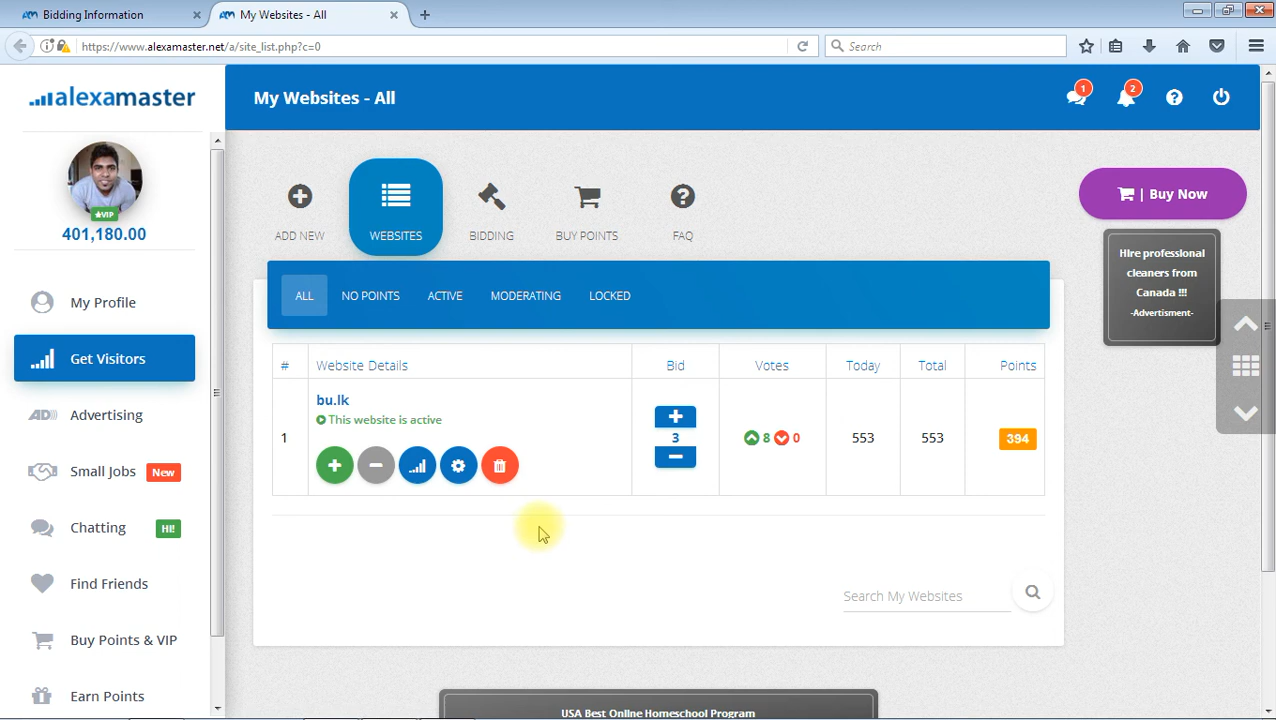 Bidding Information
My Websites - All
https://www.alexamaster.net/a/site_list.php?c=0
Search
alexamaster
VIP
401,180.00
My Profile
Get Visitors
AD Advertising
Small Jobs New
Chatting HI!
Find Friends
Buy Points & VIP
Earn Points
My Websites - All
1
2
ADD NEW
WEBSITES
BIDDING
BUY POINTS
FAQ
| Buy Now
Hire professional
cleaners from
Canada !!!
-Advertisment-
ALL NO POINTS ACTIVE MODERATING LOCKED
# Website Details Bid Votes Today Total Points
bu.lk
This website is active
1 3 8 0 553 553 394
Search My Websites
USA Best Online Homeschool Program